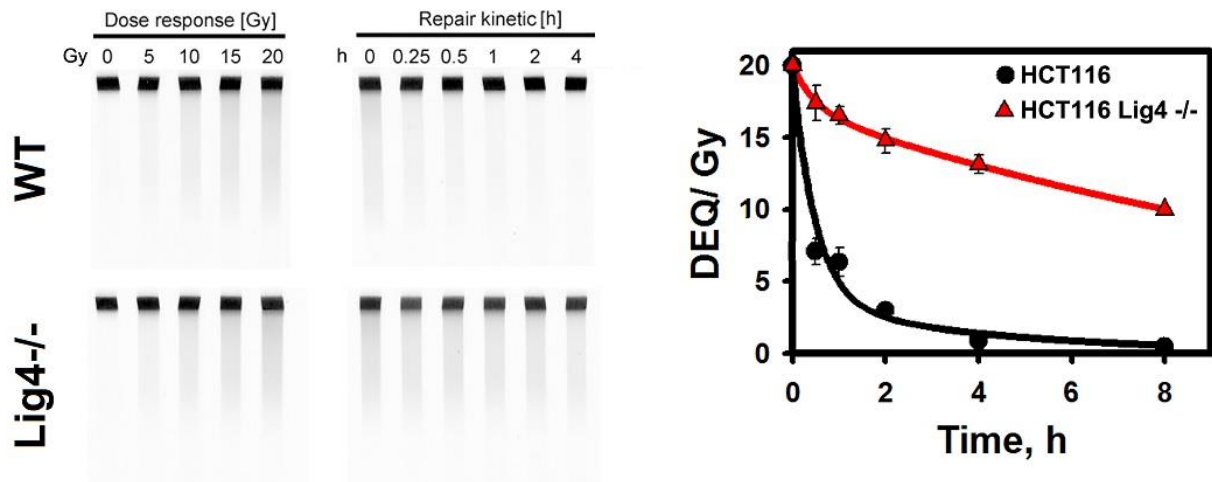 Dose response [Gy]
Repair kinetic [h]
Gy 0 5 10 15 20
h 0 0.25 0.5 1 2 4
WT
Lig4-/-
DEQ/ Gy
20
15
10
5
0
HCT116
HCT116 Lig4 -/-
0 2 4 6 8
Time, h